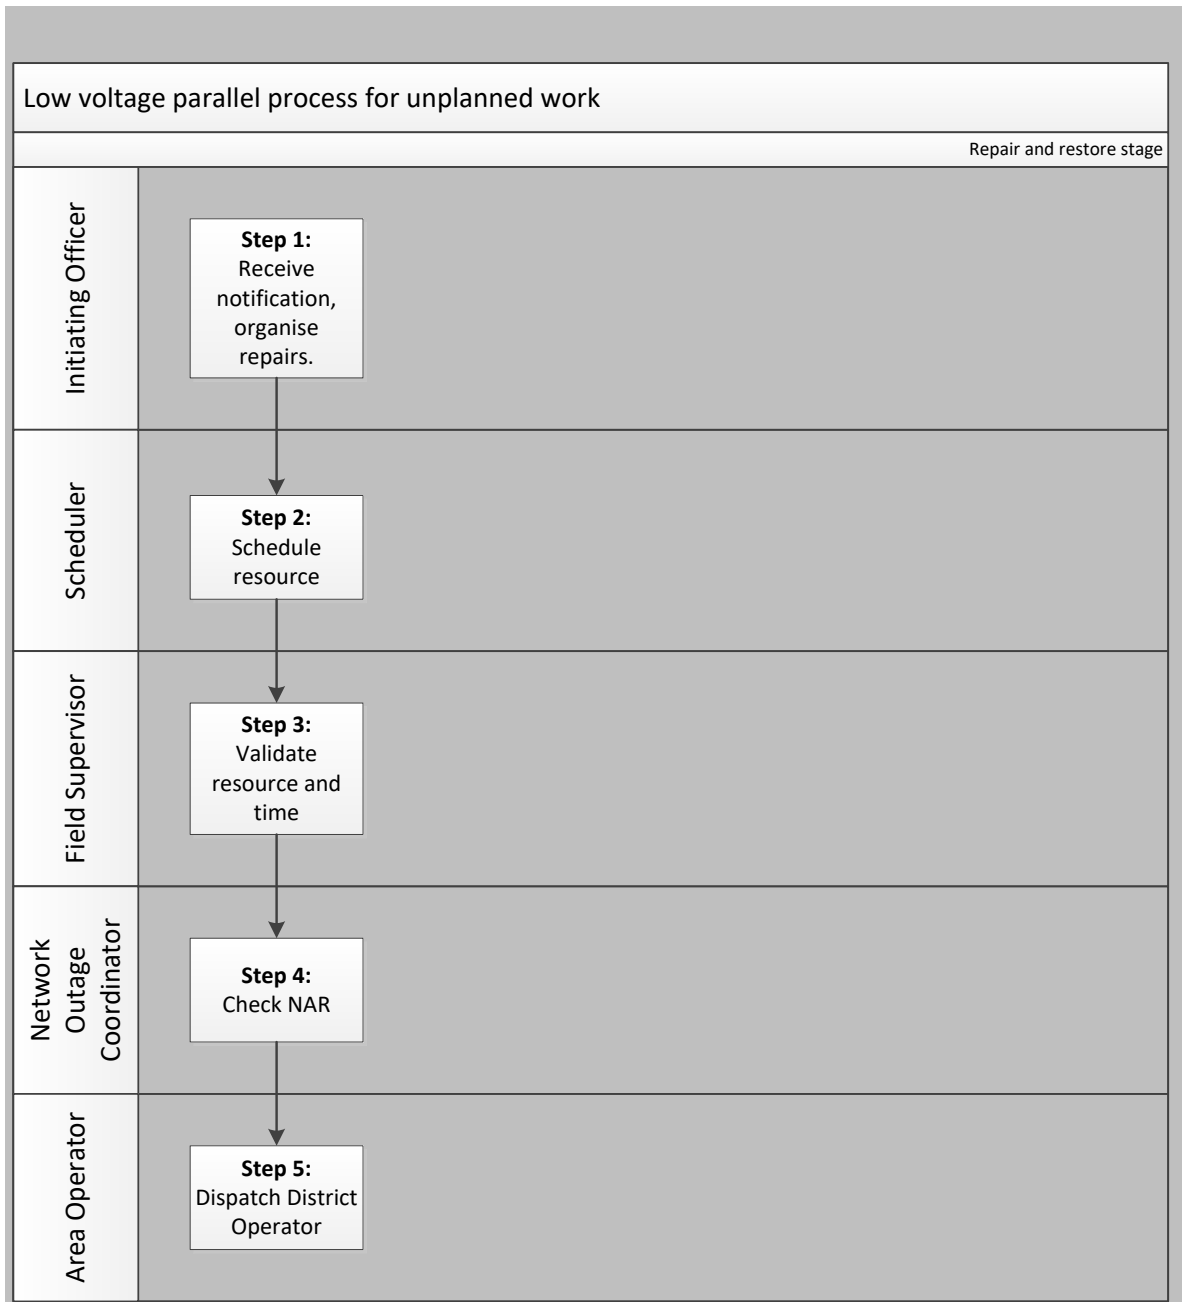 Low voltage parallel process for unplanned work
Repair and restore stage
Initiating Officer
Step 1:
Receive
notification,
organise
repairs.
Scheduler
Step 2:
Schedule
resource
Field Supervisor
Step 3:
Validate
resource and
time
Network
Outage
Coordinator
Step 4:
Check NAR
Area Operator
Step 5:
Dispatch District
Operator